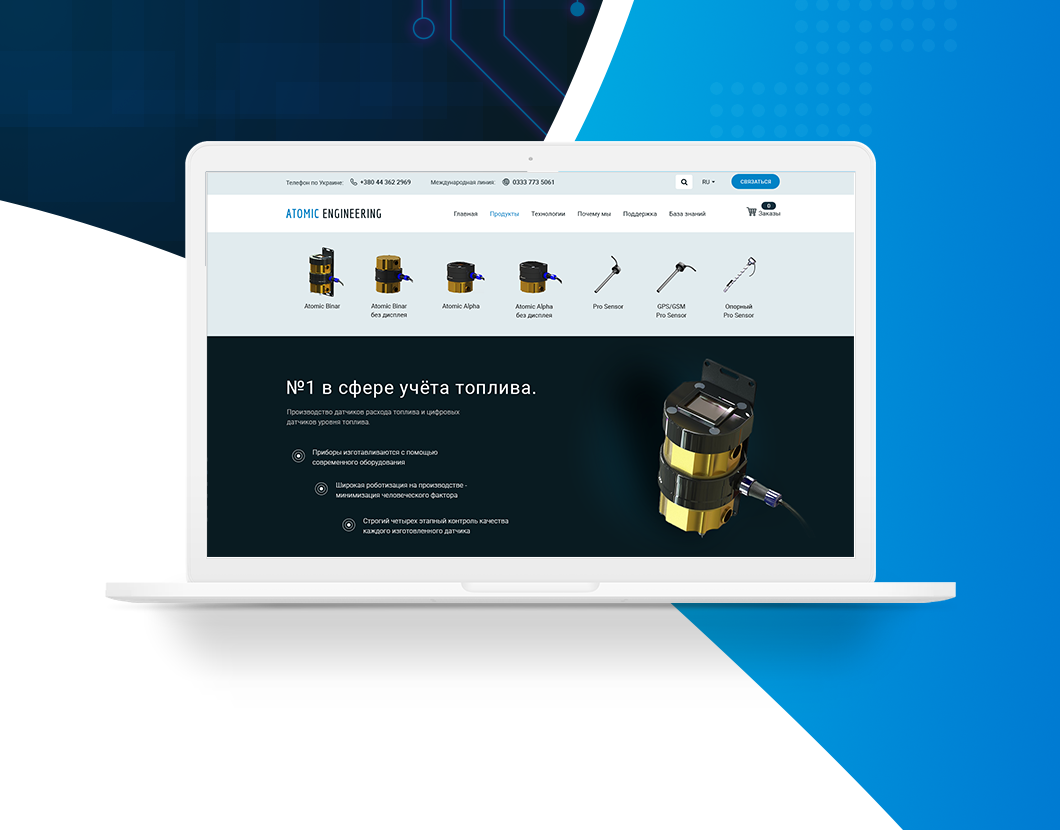 Телефон по Украине: +380 44 362 2969 Международная линия: 0333 773 5061 RU СВЯЗАТЬСЯ
ATOMIC ENGINEERING Главная Продукты Технологии Почему мы Поддержка База знаний 0 Заказы
Atomic Binar Atomic Binar Atomic Alpha Atomic Alpha Pro Sensor GPS/GSM Опорный
без дисплея без дисплея Pro Sensor Pro Sensor
№1 в сфере учёта топлива.
Производство датчиков расхода топлива и цифровых
датчиков уровня топлива
Приборы изготавливаются с помощью
современного оборудования
Широкая роботизация на производстве -
минимизация человеческого фактора
Строгий четырех этапный контроль качества
каждого изготовленного датчика